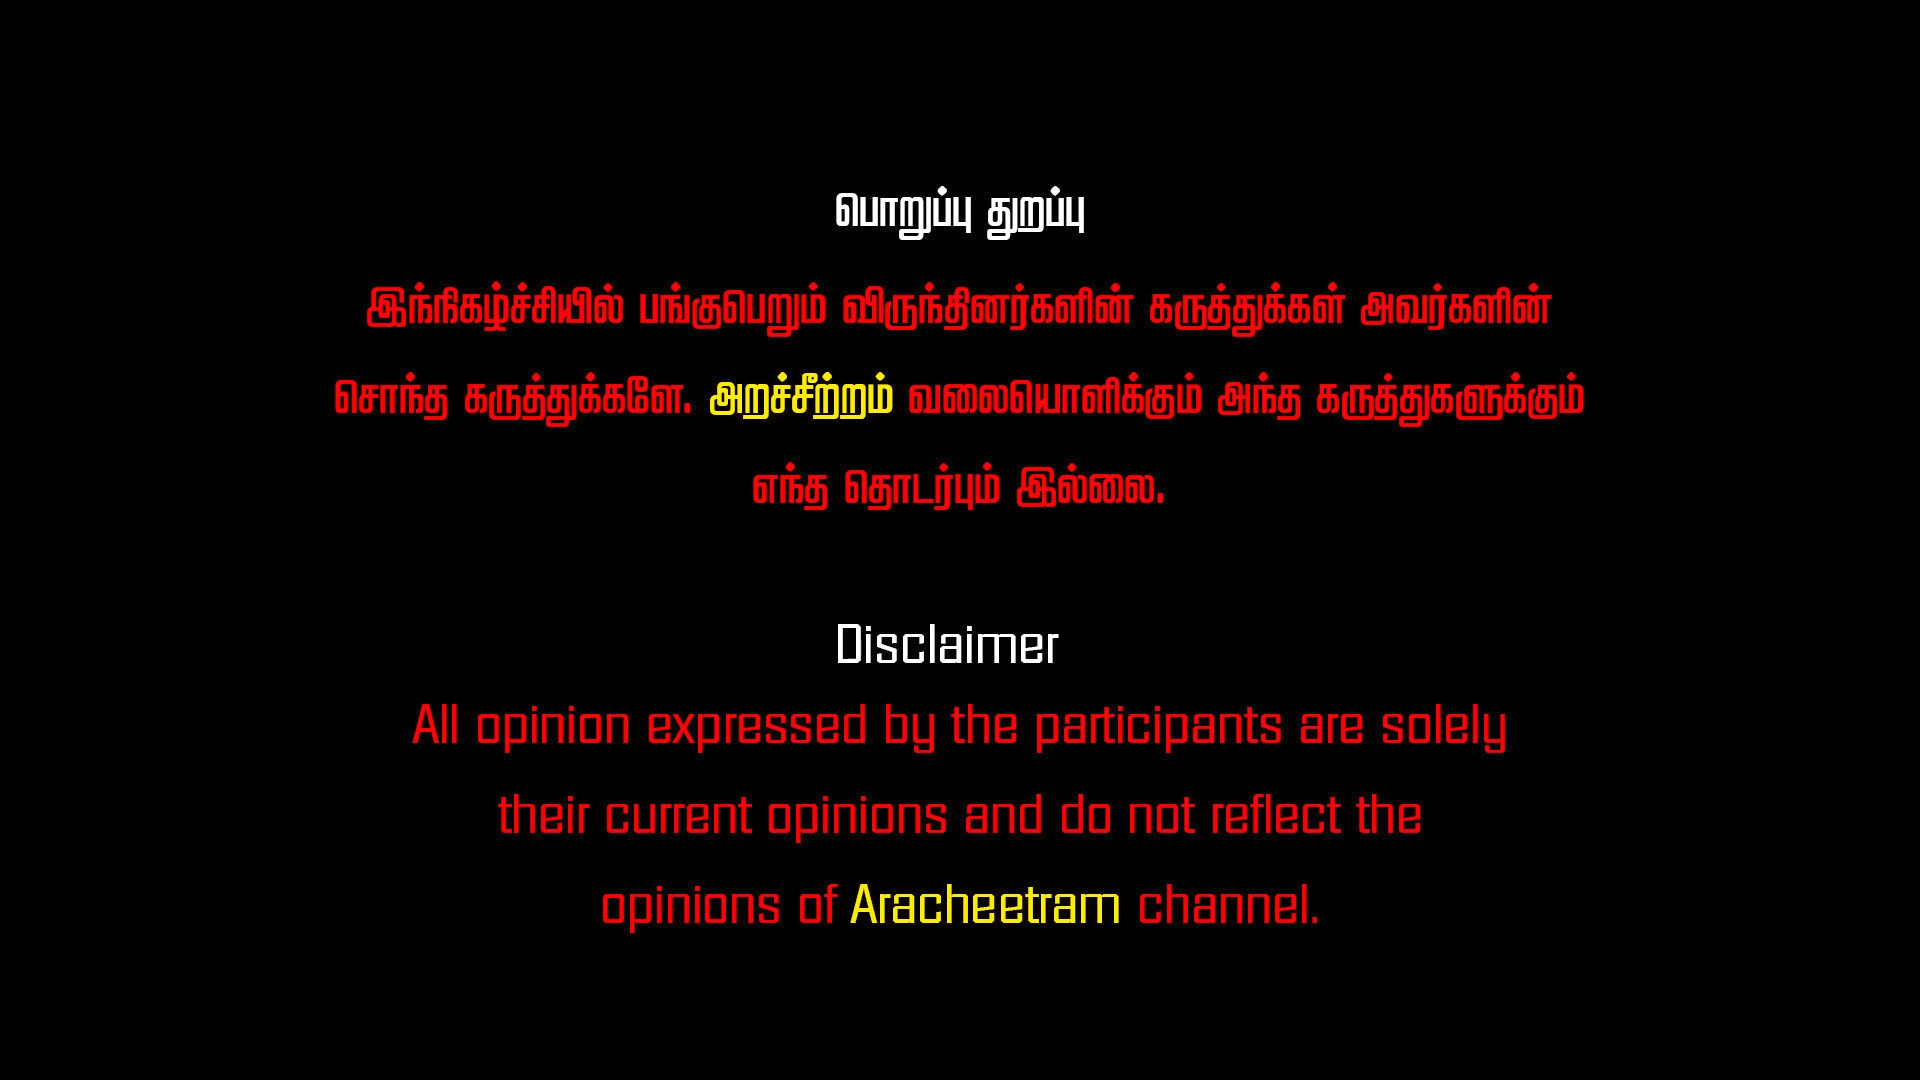 பொறுப்பு துறப்பு
இந்நிகழ்ச்சியில் பங்குபெறும் விருந்தினர்களின் கருத்துக்கள் அவர்களின்
சொந்த கருத்துக்களே. அறச்சீற்றம் வலையொளிக்கும் அந்த கருத்துகளுக்கும்
எந்த தொடர்பும் இல்லை.
Disclaimer
All opinion expressed by the participants are solely
their current opinions and do not reflect the
opinions of Aracheetram channel.